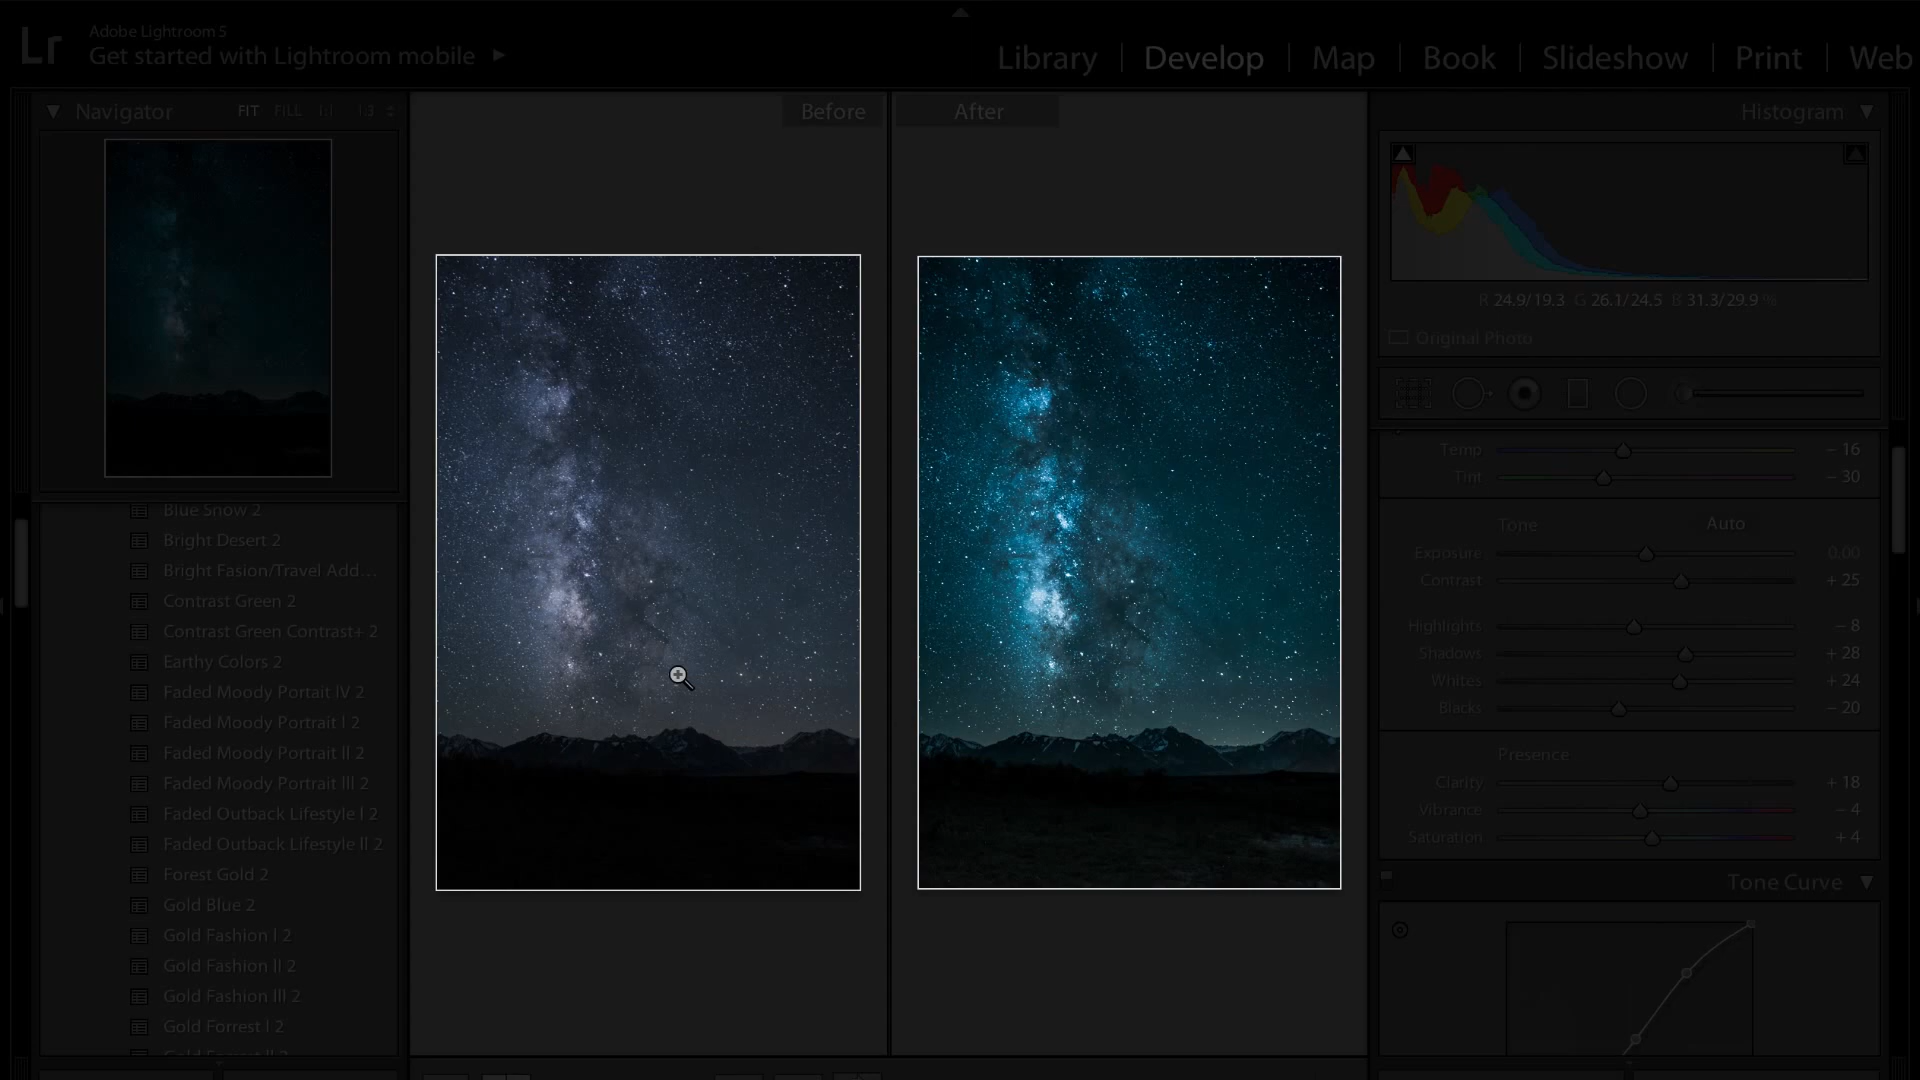 Lr
Adobe Lightroom 5
Get started with Lightroom mobile
Library | Develop | Map | Book | Slideshow | Print | Web
Navigator FIT FILL 1:1 1:3
Before
After
Histogram
R 24.9/19.3 G 26.1/24.5 B 31.3/29.9 %
Original Photo
Temp − 16
Tint − 30
Tone Auto
Exposure 0.00
Contrast + 25
Highlights − 8
Shadows + 28
Whites + 24
Blacks − 20
Presence
Clarity + 18
Vibrance − 4
Saturation + 4
Tone Curve
Blue Snow 2
Bright Desert 2
Bright Fasion/Travel Add...
Contrast Green 2
Contrast Green Contrast+ 2
Earthy Colors 2
Faded Moody Portait IV 2
Faded Moody Portrait I 2
Faded Moody Portrait II 2
Faded Moody Portrait III 2
Faded Outback Lifestyle I 2
Faded Outback Lifestyle II 2
Forest Gold 2
Gold Blue 2
Gold Fashion I 2
Gold Fashion II 2
Gold Fashion III 2
Gold Forrest I 2